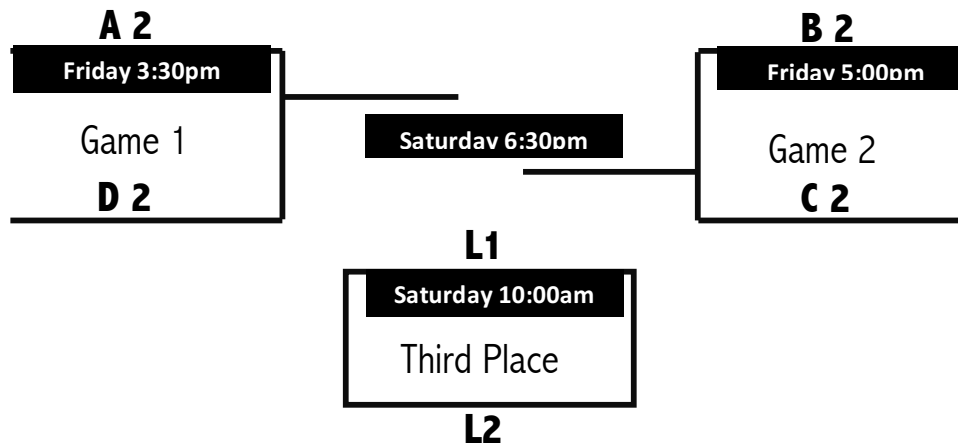 A 2
Friday 3:30pm
Game 1
D 2
Saturday 6:30pm
B 2
Friday 5:00pm
Game 2
C 2
L1
Saturday 10:00am
Third Place
L2